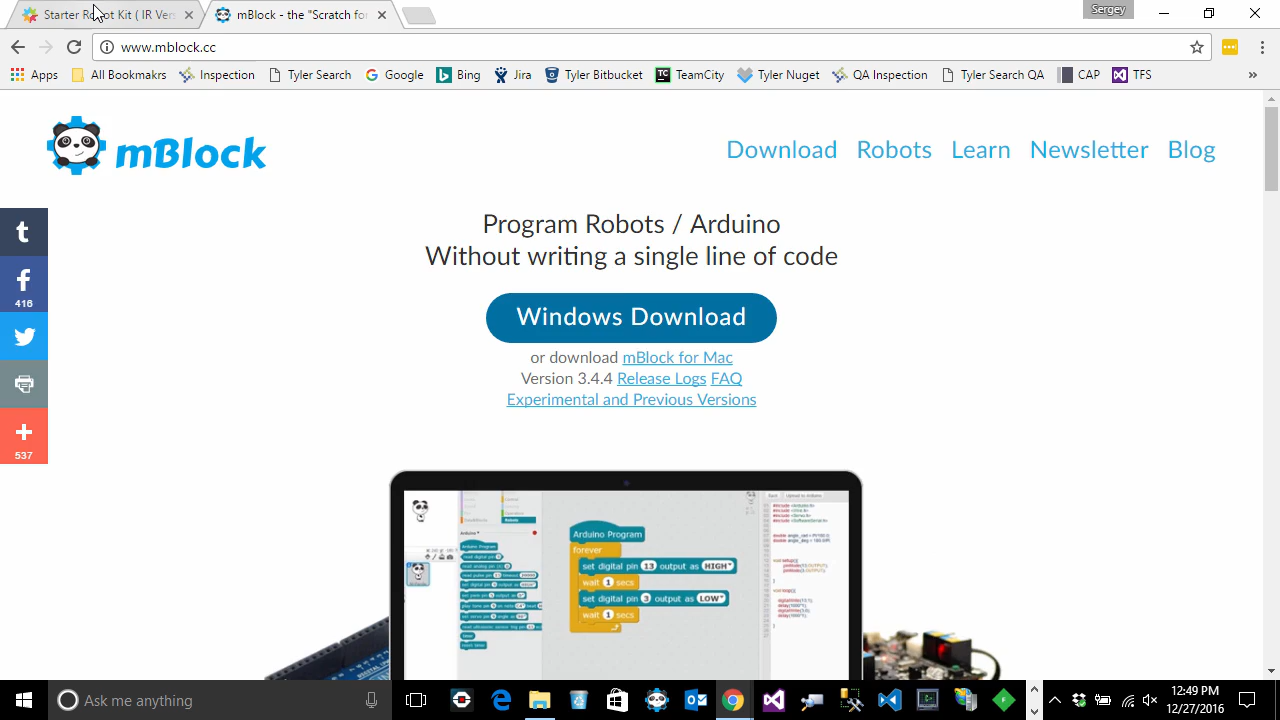 Starter Robot Kit ( IR Vers
mBlock - the "Scratch for
Sergey
www.mblock.cc
Apps All Bookmakrs Inspection Tyler Search Google Bing Jira Tyler Bitbucket TeamCity Tyler Nuget QA Inspection Tyler Search QA CAP TFS »
mBlock
Download Robots Learn Newsletter Blog
Program Robots / Arduino
Without writing a single line of code
Windows Download
or download mBlock for Mac
Version 3.4.4 Release Logs FAQ
Experimental and Previous Versions
416
537
Arduino Program
forever
set digital pin 13 output as HIGH
wait 1 secs
set digital pin 3 output as LOW
wait 1 secs
Ask me anything
12:49 PM
12/27/2016